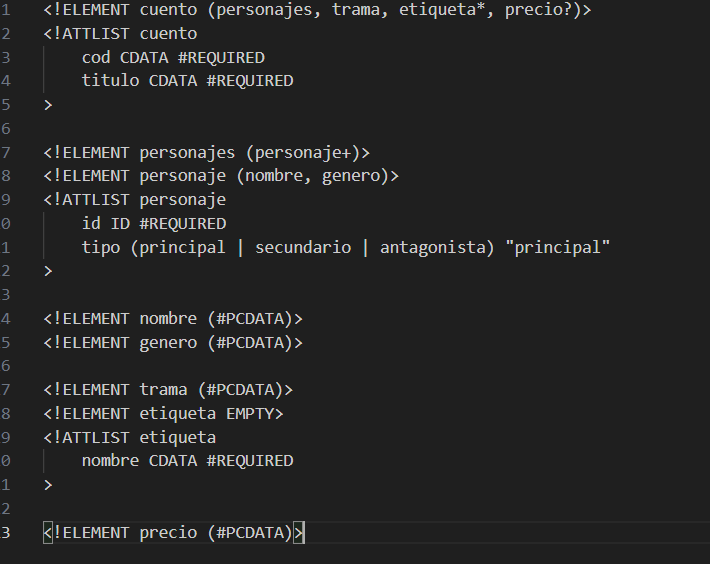 1 <!ELEMENT cuento (personajes, trama, etiqueta*, precio?)>
2 <!ATTLIST cuento
3 cod CDATA #REQUIRED
4 titulo CDATA #REQUIRED
5 >
6
7 <!ELEMENT personajes (personaje+)>
8 <!ELEMENT personaje (nombre, genero)>
9 <!ATTLIST personaje
0 id ID #REQUIRED
1 tipo (principal | secundario | antagonista) "principal"
2 >
3
4 <!ELEMENT nombre (#PCDATA)>
5 <!ELEMENT genero (#PCDATA)>
6
7 <!ELEMENT trama (#PCDATA)>
8 <!ELEMENT etiqueta EMPTY>
9 <!ATTLIST etiqueta
0 nombre CDATA #REQUIRED
1 >
2
3 <!ELEMENT precio (#PCDATA)>